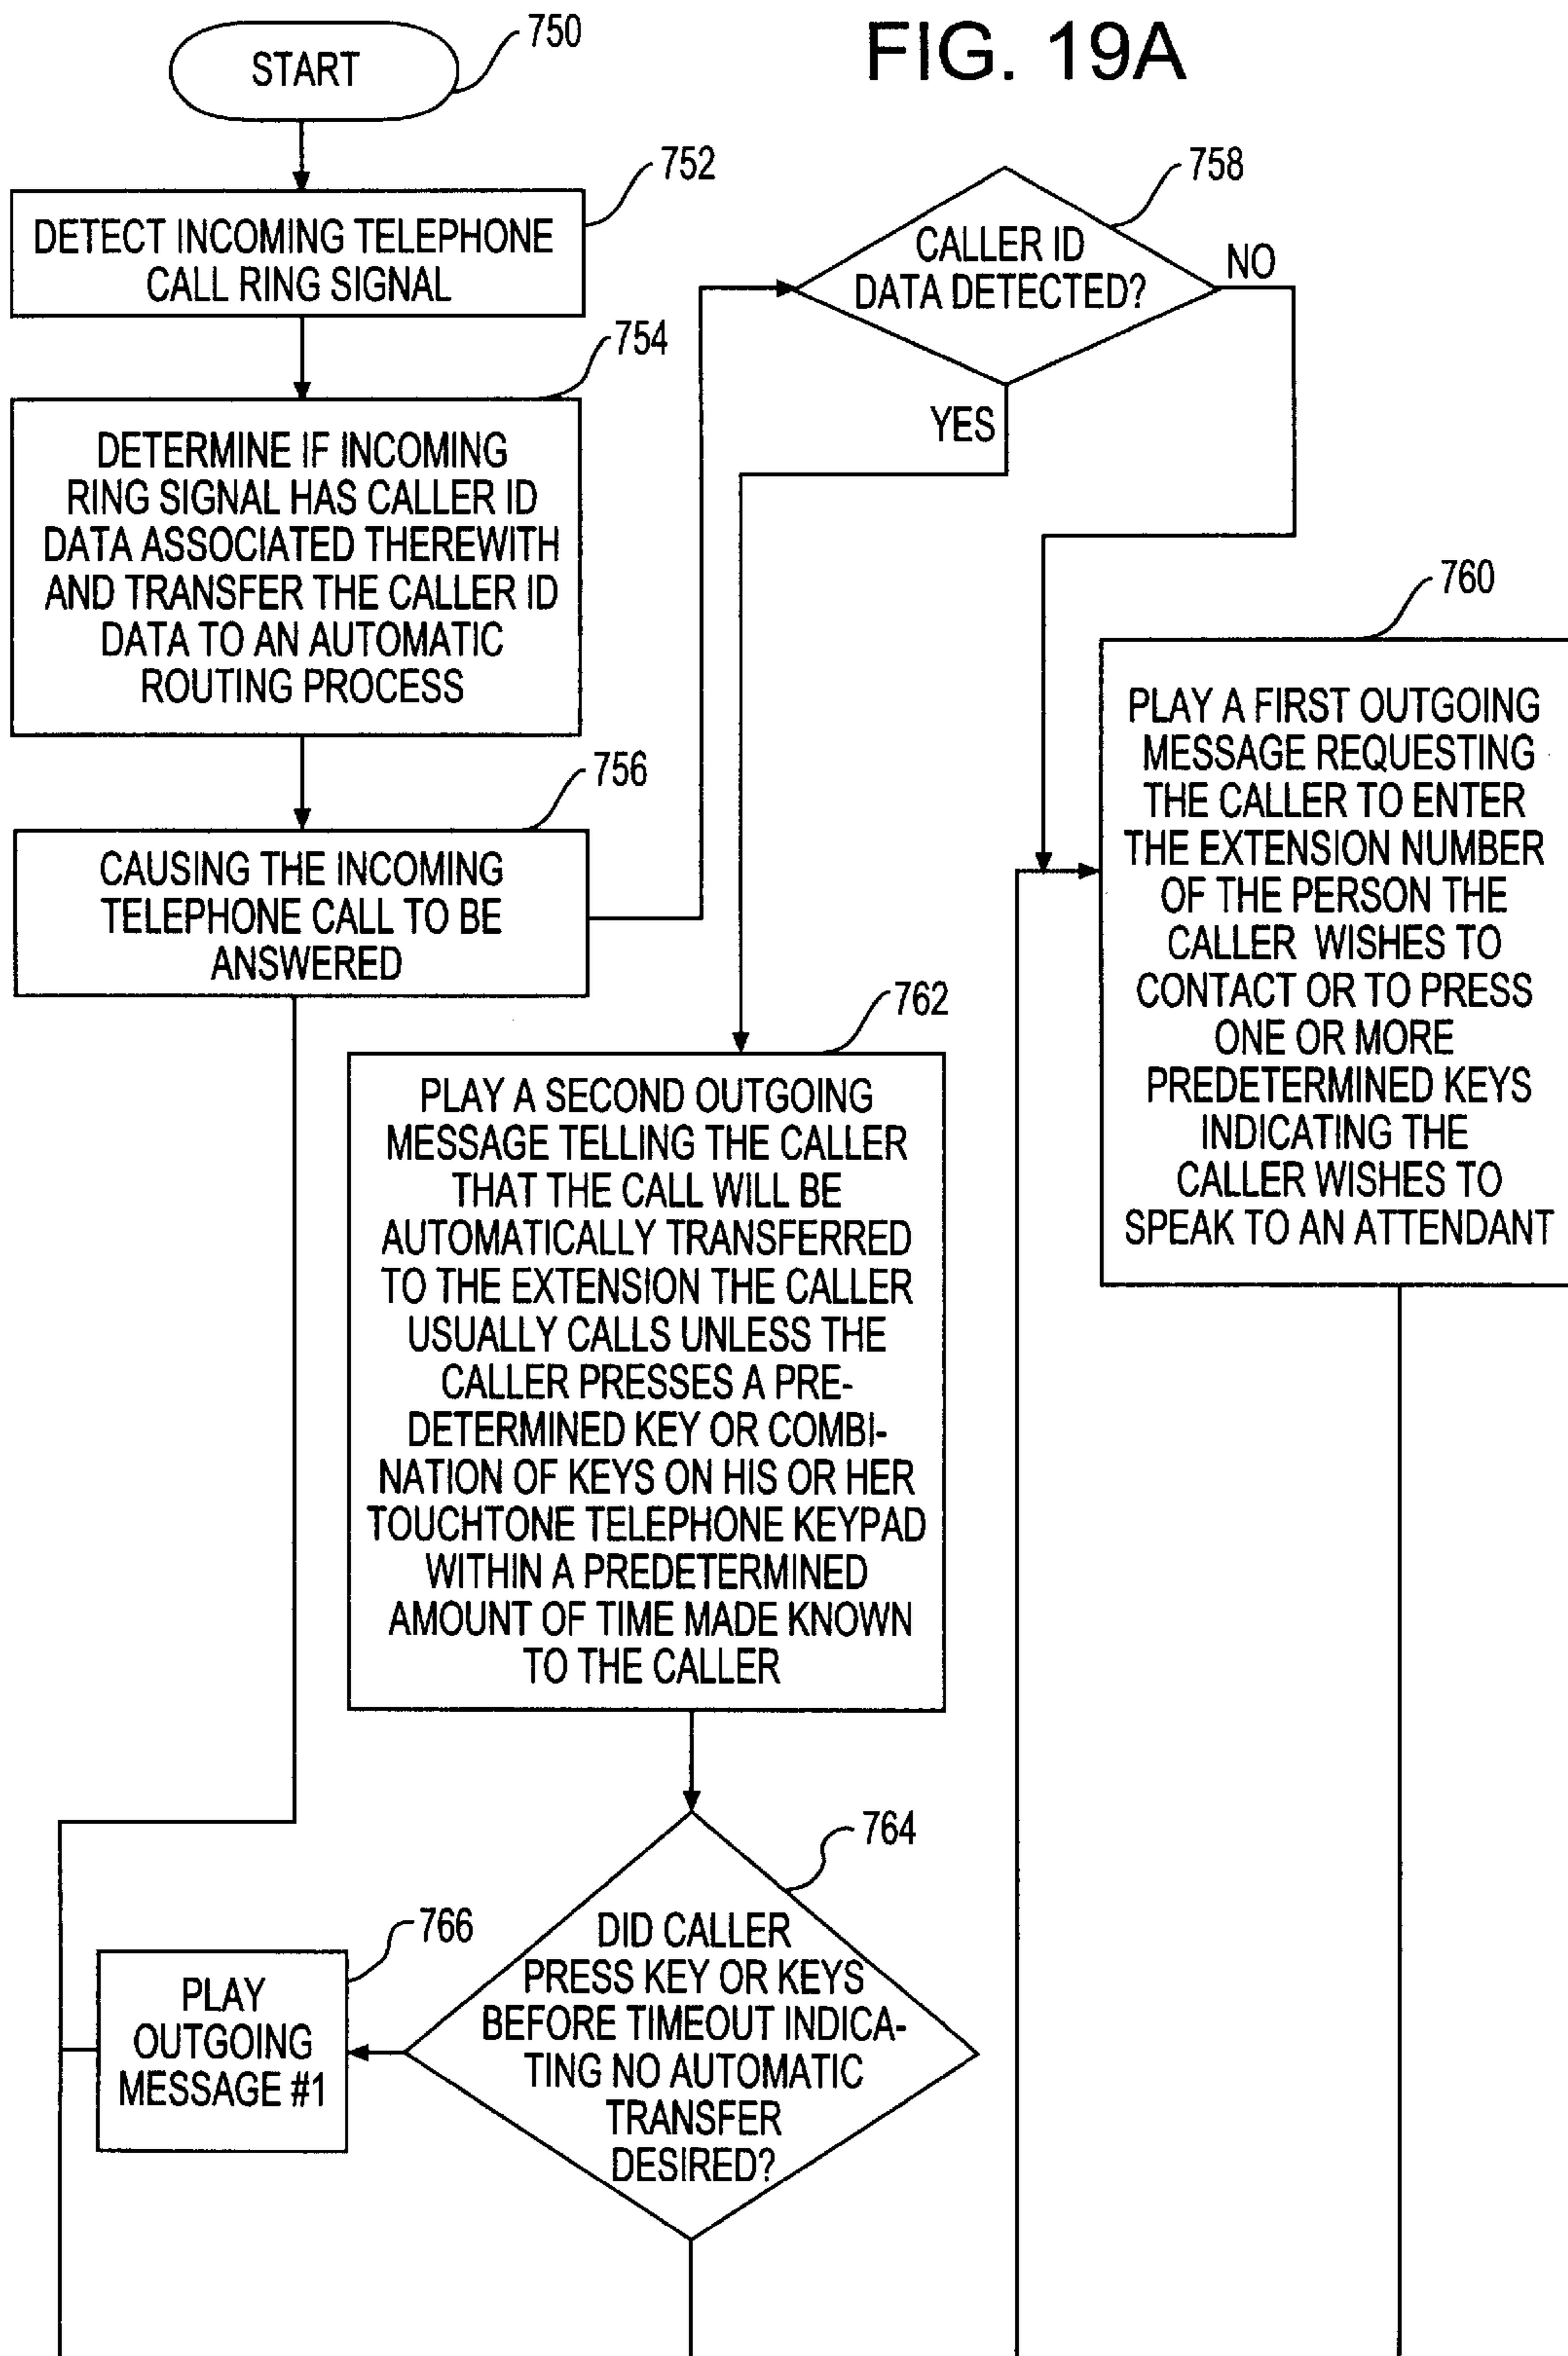 FIG. 19A
START
750
752
DETECT INCOMING TELEPHONE
CALL RING SIGNAL
754
DETERMINE IF INCOMING
RING SIGNAL HAS CALLER ID
DATA ASSOCIATED THEREWITH
AND TRANSFER THE CALLER ID
DATA TO AN AUTOMATIC
ROUTING PROCESS
756
CAUSING THE INCOMING
TELEPHONE CALL TO BE
ANSWERED
758
CALLER ID
DATA DETECTED?
NO
YES
760
PLAY A FIRST OUTGOING
MESSAGE REQUESTING
THE CALLER TO ENTER
THE EXTENSION NUMBER
OF THE PERSON THE
CALLER WISHES TO
CONTACT OR TO PRESS
ONE OR MORE
PREDETERMINED KEYS
INDICATING THE
CALLER WISHES TO
SPEAK TO AN ATTENDANT
762
PLAY A SECOND OUTGOING
MESSAGE TELLING THE CALLER
THAT THE CALL WILL BE
AUTOMATICALLY TRANSFERRED
TO THE EXTENSION THE CALLER
USUALLY CALLS UNLESS THE
CALLER PRESSES A PRE-
DETERMINED KEY OR COMBI-
NATION OF KEYS ON HIS OR HER
TOUCHTONE TELEPHONE KEYPAD
WITHIN A PREDETERMINED
AMOUNT OF TIME MADE KNOWN
TO THE CALLER
764
DID CALLER
PRESS KEY OR KEYS
BEFORE TIMEOUT INDICA-
TING NO AUTOMATIC
TRANSFER
DESIRED?
766
PLAY
OUTGOING
MESSAGE #1